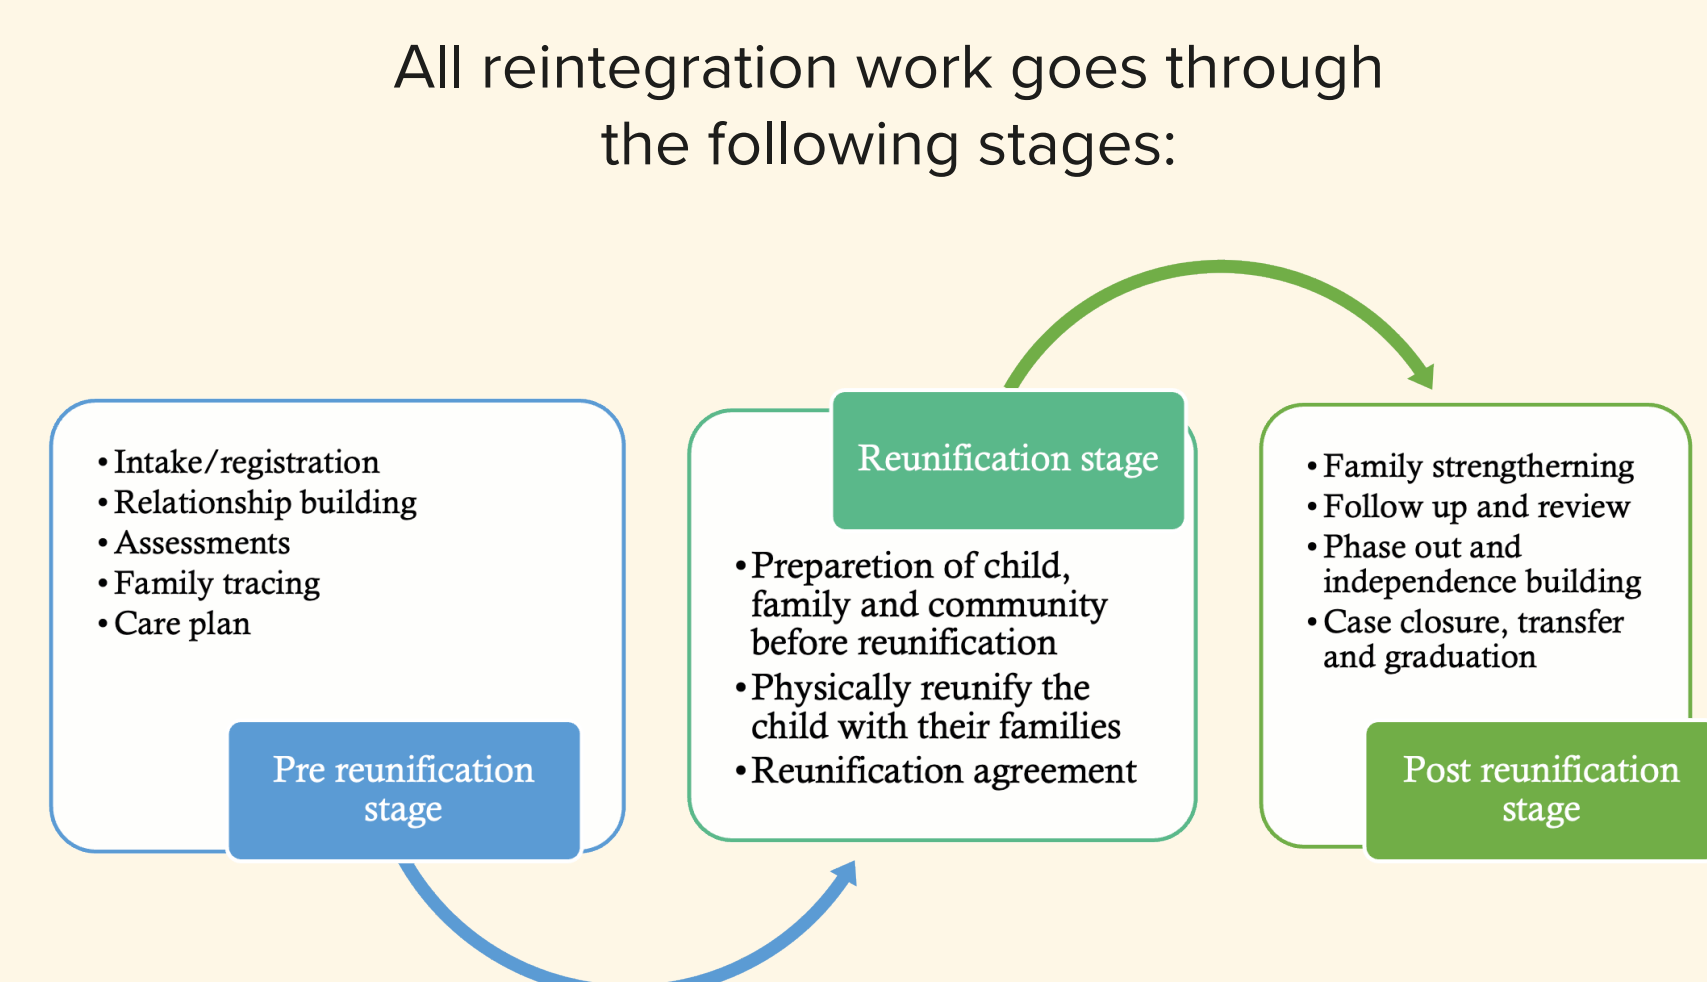 All reintegration work goes through
the following stages:
• Intake/registration
• Relationship building
• Assessments
• Family tracing
• Care plan
Pre reunification
stage
Reunification stage
• Preparetion of child,
family and community
before reunification
• Physically reunify the
child with their families
• Reunification agreement
• Family strengtherning
• Follow up and review
• Phase out and
independence building
• Case closure, transfer
and graduation
Post reunification
stage